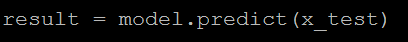 result = model.predict(x_test)